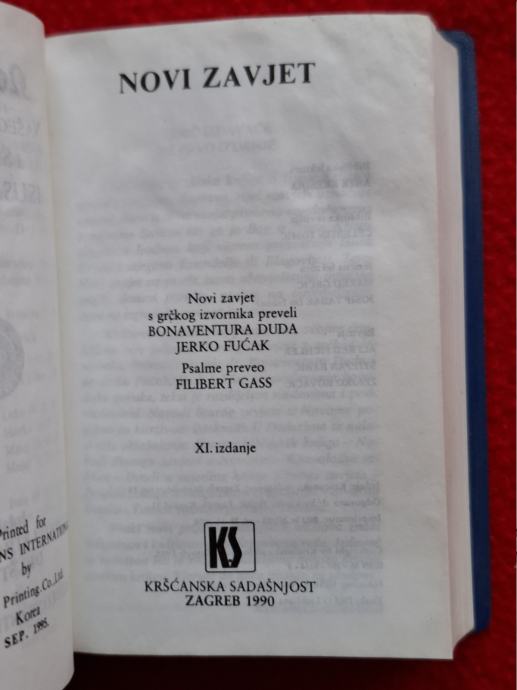 Printed for
INTERNATIONAL
by
Printing.Co.,Ltd.
Korea
SEP. 1995.
NOVI ZAVJET
Novi zavjet
s grčkog izvornika preveli
BONAVENTURA DUDA
JERKO FUĆAK
Psalme preveo
FILIBERT GASS
XI. izdanje
KS
KRŠĆANSKA SADAŠNJOST
ZAGREB 1990